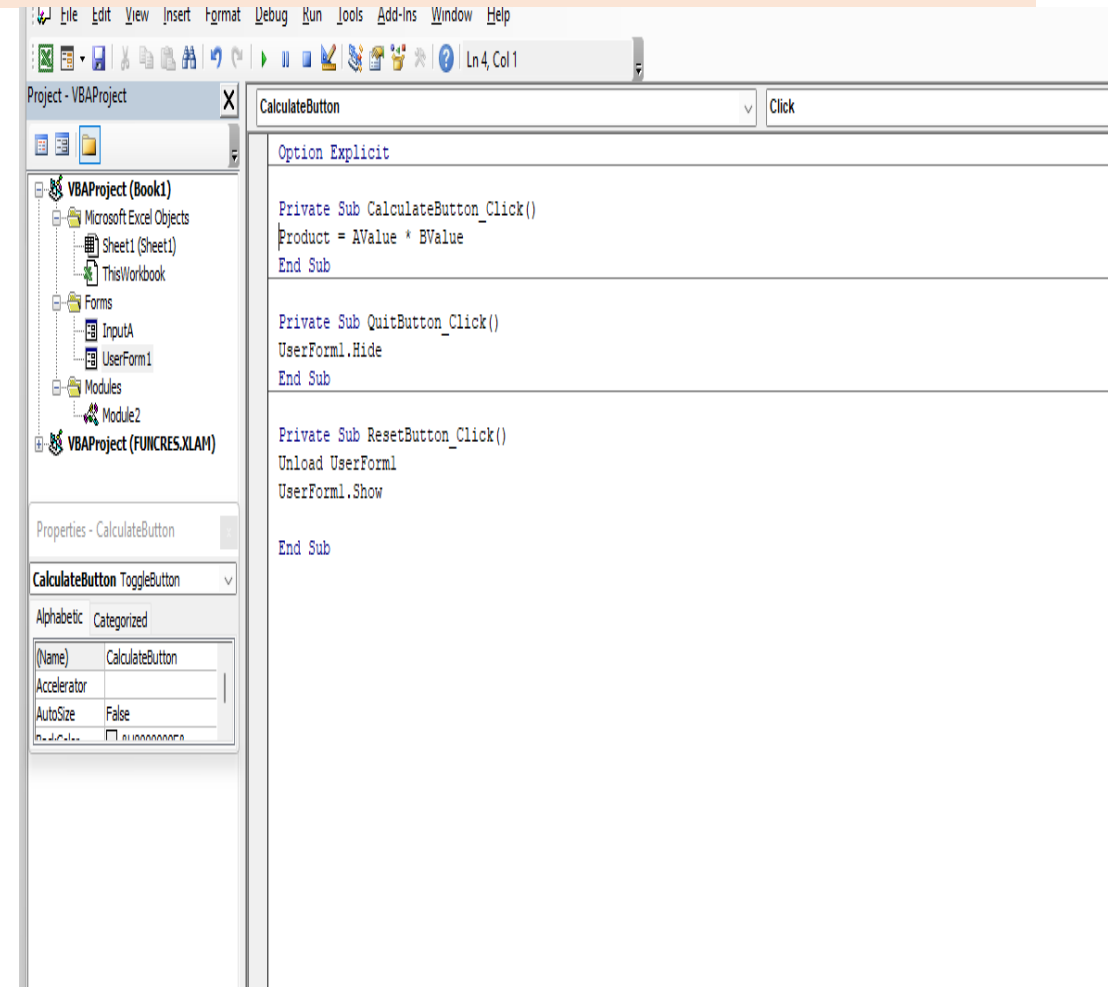 File Edit View Insert Format Debug Run Tools Add-Ins Window Help
Ln 4, Col 1
Project - VBAProject
X
CalculateButton
Click
VBAProject (Book1)
Microsoft Excel Objects
Sheet1 (Sheet1)
ThisWorkbook
Forms
InputA
UserForm1
Modules
Module2
VBAProject (FUNCRES.XLAM)
Properties - CalculateButton
CalculateButton ToggleButton
Alphabetic Categorized
(Name) CalculateButton
Accelerator
AutoSize False
Option Explicit
Private Sub CalculateButton_Click()
Product = AValue * BValue
End Sub
Private Sub QuitButton_Click()
UserForm1.Hide
End Sub
Private Sub ResetButton_Click()
Unload UserForm1
UserForm1.Show
End Sub